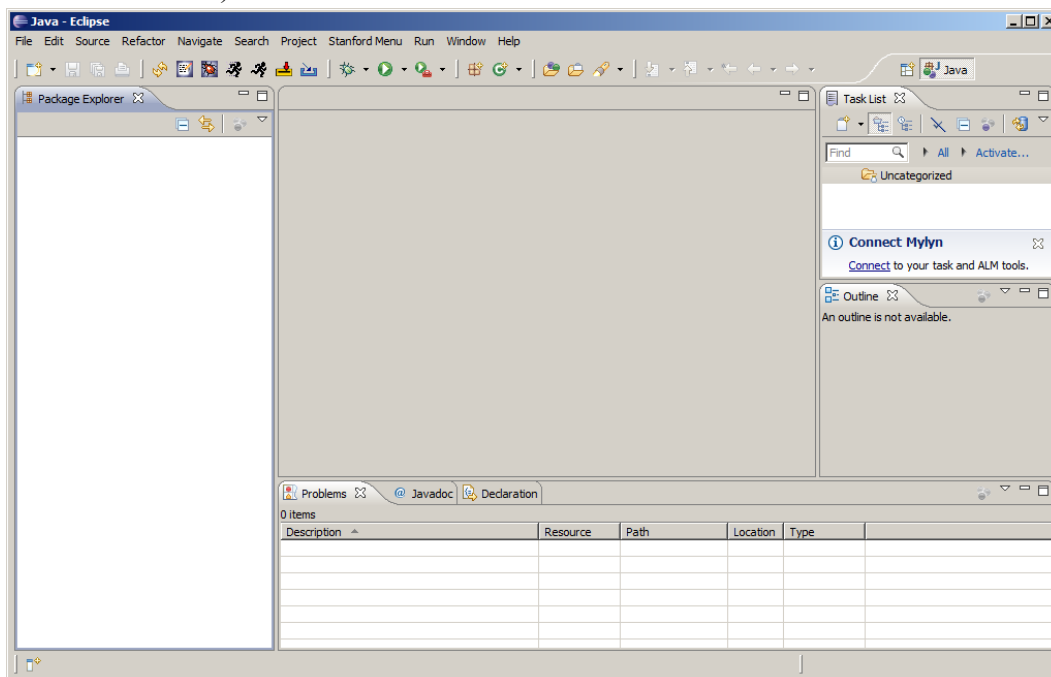 Java - Eclipse
File Edit Source Refactor Navigate Search Project Stanford Menu Run Window Help
Java
Package Explorer
Task List
Find
All
Activate...
Uncategorized
Connect Mylyn
Connect to your task and ALM tools.
Outline
An outline is not available.
Problems
@ Javadoc
Declaration
0 items
Description Resource Path Location Type